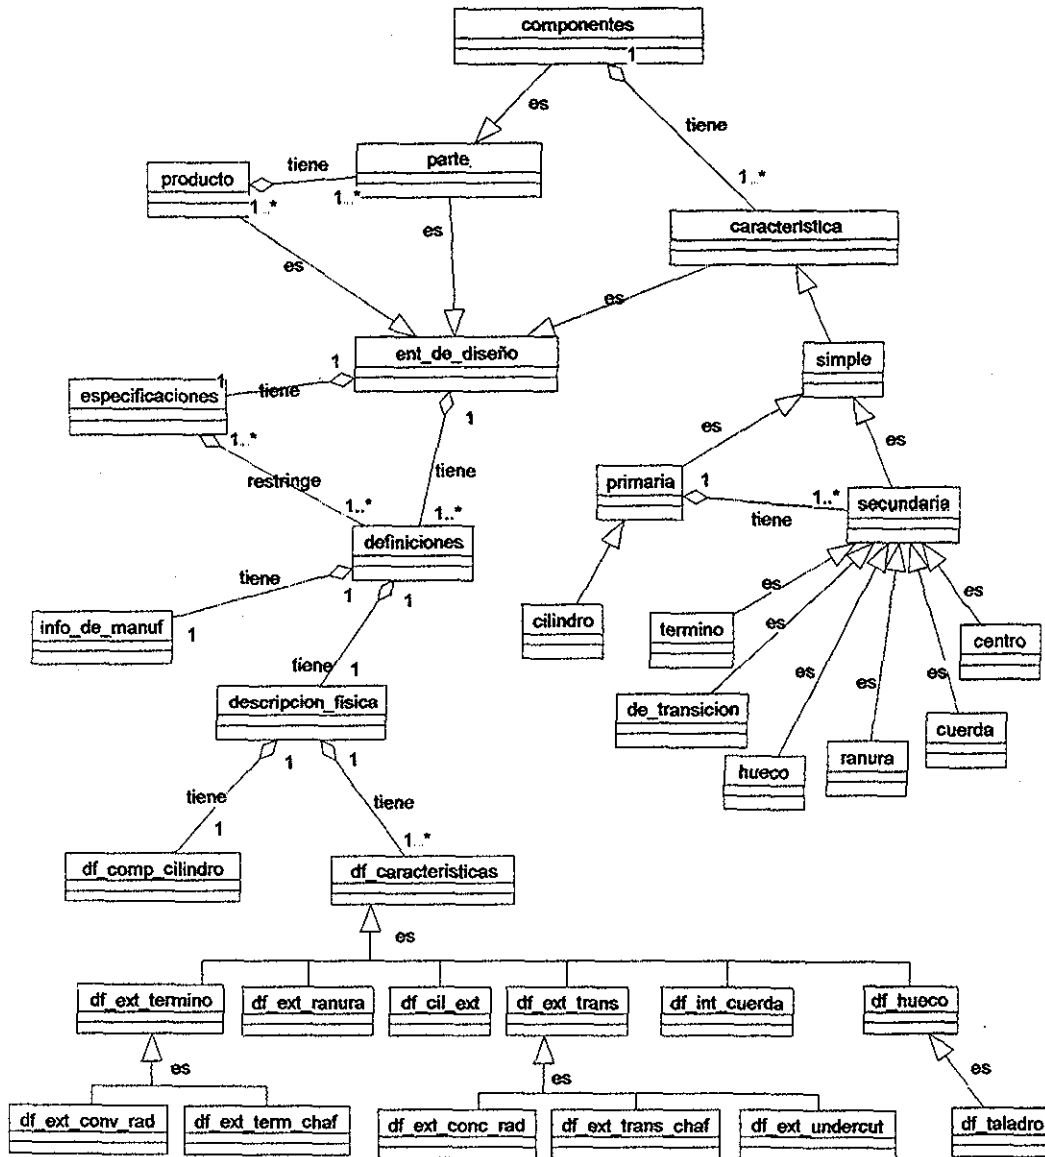 componentes
1
es
tiene
tiene
parte
producto
1...*
1...*
1...*
es
caracteristica
es
es
ent_de_diseño
simple
1
1
tiene
especificaciones
1...*
1
es
es
restringe
tiene
primaria
1
1..*
secundaria
1..*
1..*
tiene
definiciones
tiene
1
1
es
es
cilindro
termino
es
centro
info_de_manuf
1
es
es
es
tiene
1
descripcion_fisica
de_transicion
cuerda
1
1
hueco
ranura
tiene
tiene
1
1...*
df_comp_cilindro
df_caracteristicas
es
df_ext_termino
df_ext_ranura
df_cil_ext
df_ext_trans
df_int_cuerda
df_hueco
es
es
es
df_ext_conv_rad
df_ext_term_chaf
df_ext_conc_rad
df_ext_trans_chaf
df_ext_undercut
df_taladro